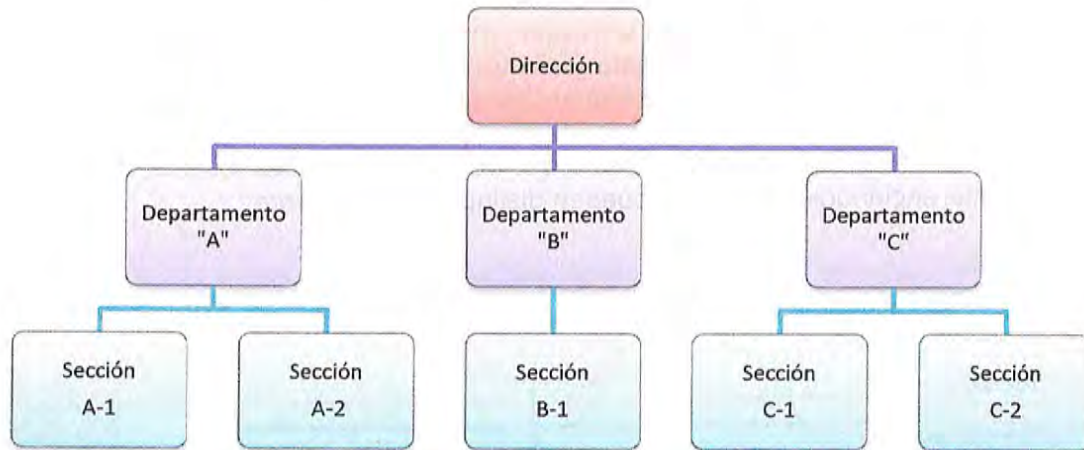 Dirección
Departamento
"A"
Departamento
"B"
Departamento
"C"
Sección
A-1
Sección
A-2
Sección
B-1
Sección
C-1
Sección
C-2